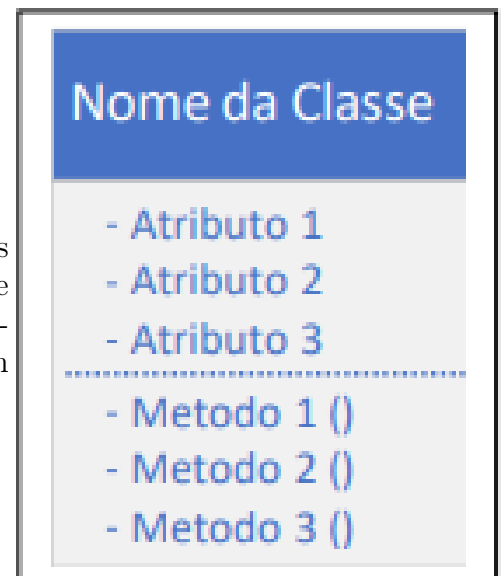 Nome da Classe
- Atributo 1
- Atributo 2
- Atributo 3
- Metodo 1 ()
- Metodo 2 ()
- Metodo 3 ()